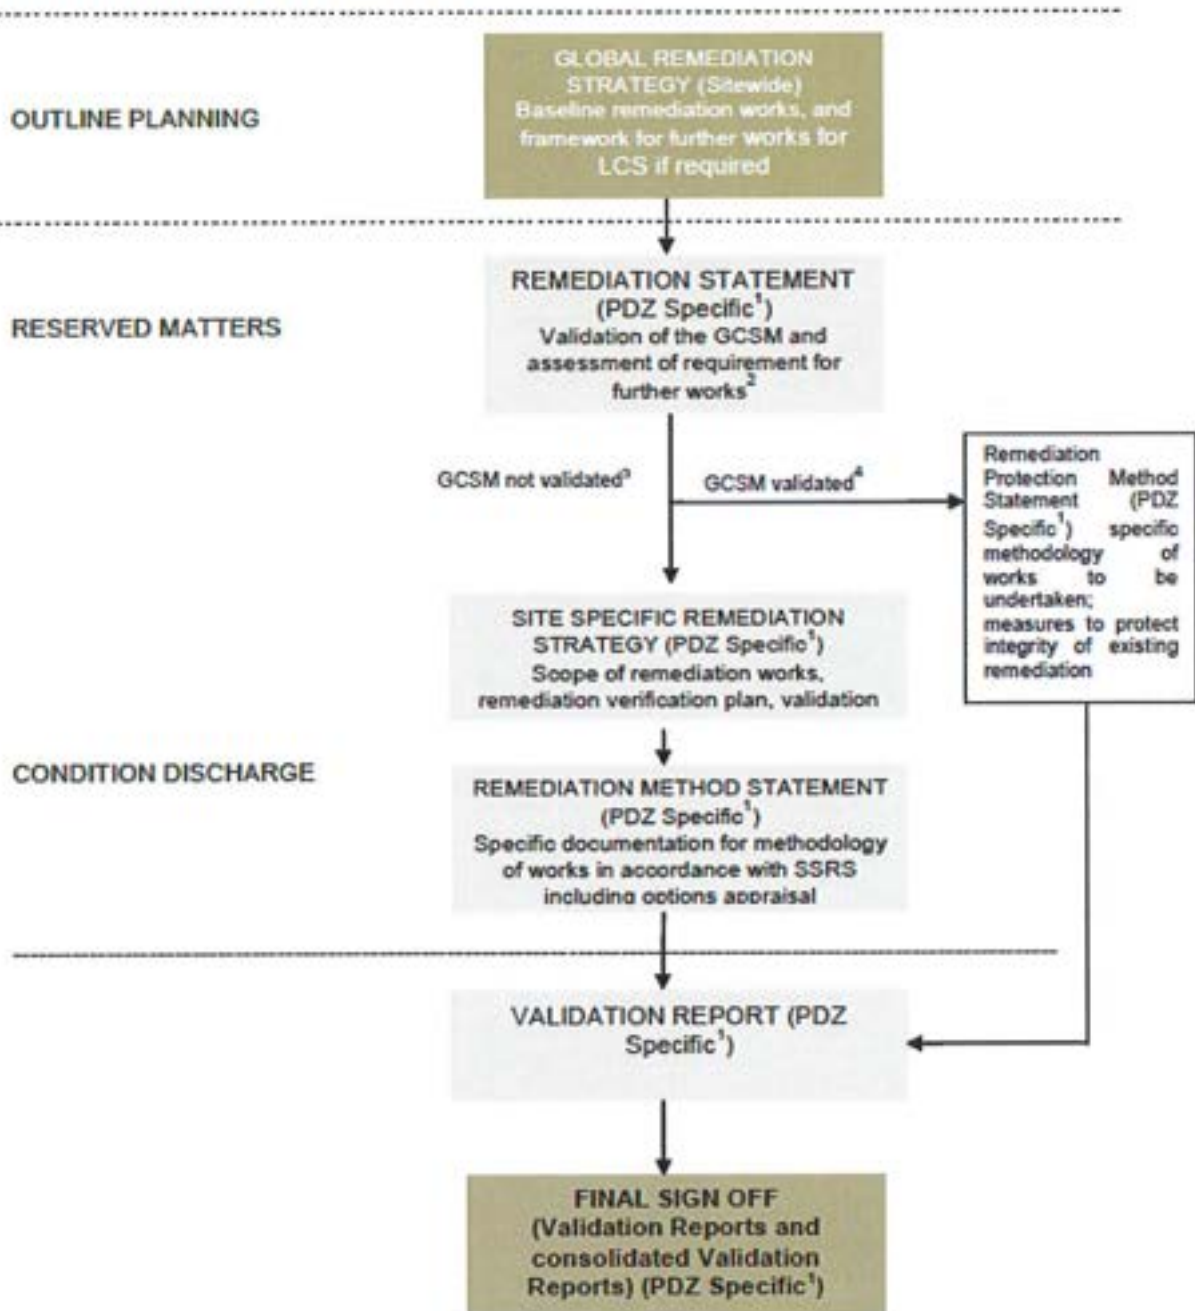 OUTLINE PLANNING
GLOBAL REMEDIATION
STRATEGY (Sitewide)
Baseline remediation works, and
framework for further works for
LCS if required
RESERVED MATTERS
REMEDIATION STATEMENT
(PDZ Specific¹)
Validation of the GCSM and
assessment of requirement for
further works²
GCSM not validated³
GCSM validated⁴
Remediation
Protection Method
Statement (PDZ
Specific¹) specific
methodology of
works to be
undertaken;
measures to protect
integrity of existing
remediation
SITE SPECIFIC REMEDIATION
STRATEGY (PDZ Specific¹)
Scope of remediation works,
remediation verification plan, validation
CONDITION DISCHARGE
REMEDIATION METHOD STATEMENT
(PDZ Specific¹)
Specific documentation for methodology
of works in accordance with SSRS
including options appraisal
VALIDATION REPORT (PDZ
Specific¹)
FINAL SIGN OFF
(Validation Reports and
consolidated Validation
Reports) (PDZ Specific¹)